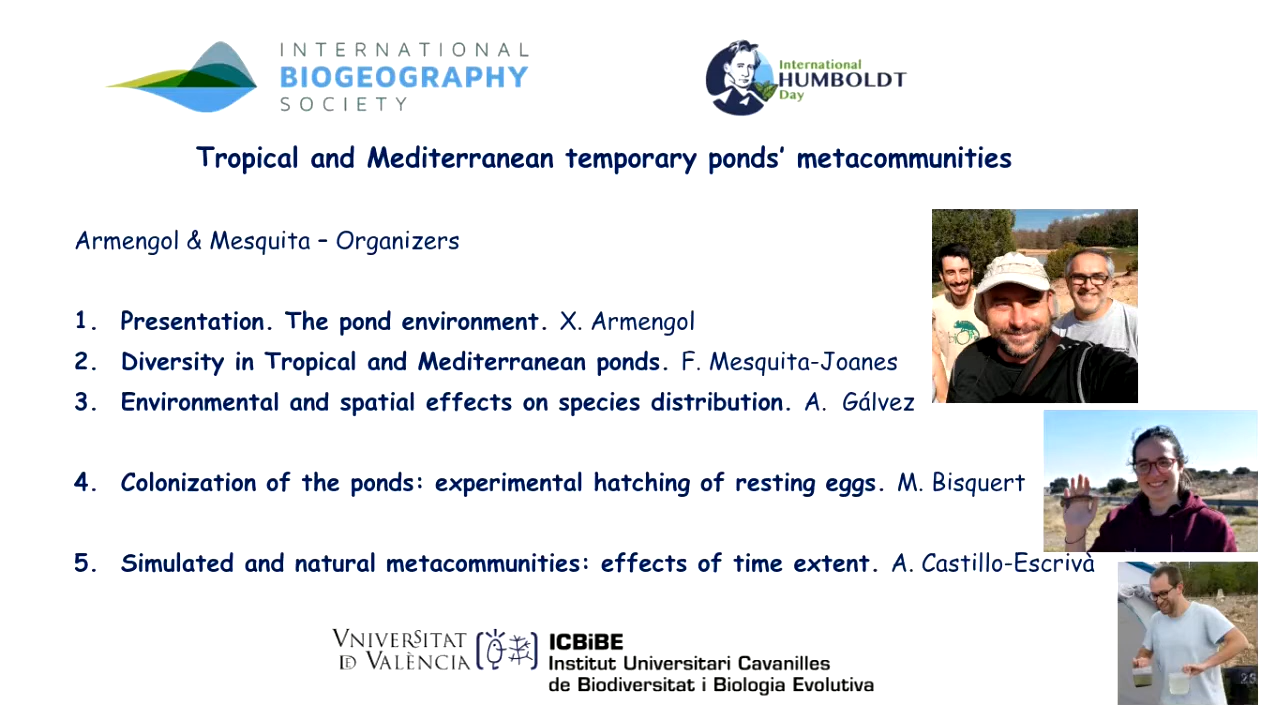 INTERNATIONAL
BIOGEOGRAPHY
SOCIETY
International
HUMBOLDT
Day
Tropical and Mediterranean temporary ponds’ metacommunities
Armengol & Mesquita – Organizers
1. Presentation. The pond environment. X. Armengol
2. Diversity in Tropical and Mediterranean ponds. F. Mesquita-Joanes
3. Environmental and spatial effects on species distribution. A. Gálvez
4. Colonization of the ponds: experimental hatching of resting eggs. M. Bisquert
5. Simulated and natural metacommunities: effects of time extent. A. Castillo-Escrivà
VNIVERSITAT
DE VALÈNCIA
ICBiBE
Institut Universitari Cavanilles
de Biodiversitat i Biologia Evolutiva